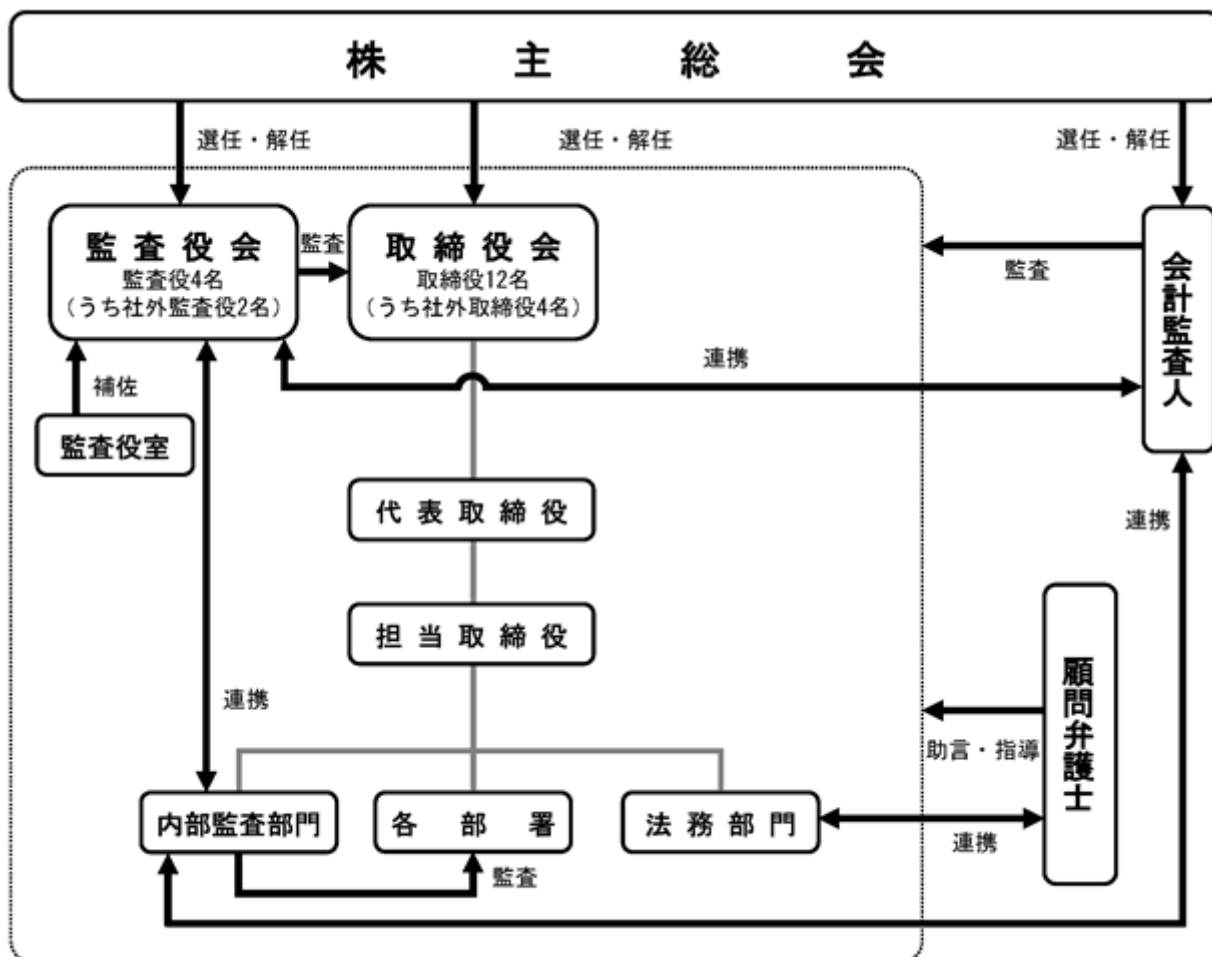 株主総会
選任・解任
選任・解任
選任・解任
監査役会
監査役4名
（うち社外監査役2名）
監査
取締役会
取締役12名
（うち社外取締役4名）
監査
会計監査人
連携
補佐
監査役室
代表取締役
連携
担当取締役
連携
顧問弁護士
助言・指導
内部監査部門
各部署
法務部門
連携
監査